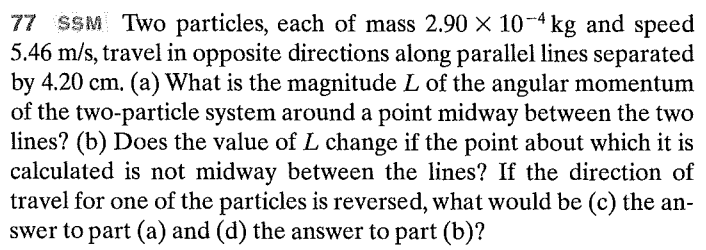 77 SSM Two particles, each of mass 2.90 × 10⁻⁴ kg and speed
5.46 m/s, travel in opposite directions along parallel lines separated
by 4.20 cm. (a) What is the magnitude L of the angular momentum
of the two-particle system around a point midway between the two
lines? (b) Does the value of L change if the point about which it is
calculated is not midway between the lines? If the direction of
travel for one of the particles is reversed, what would be (c) the an-
swer to part (a) and (d) the answer to part (b)?